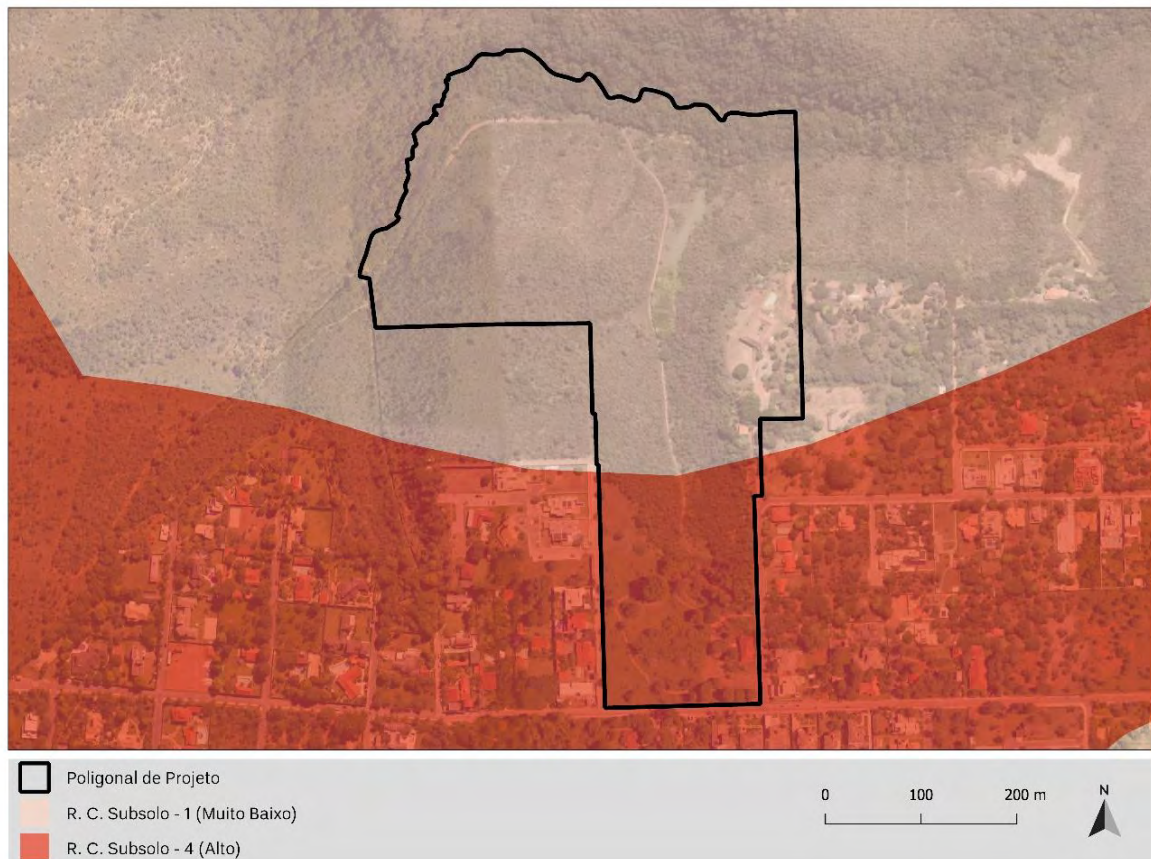 Poligonal de Projeto
R. C. Subsolo - 1 (Muito Baixo)
R. C. Subsolo - 4 (Alto)
0 100 200 m
N